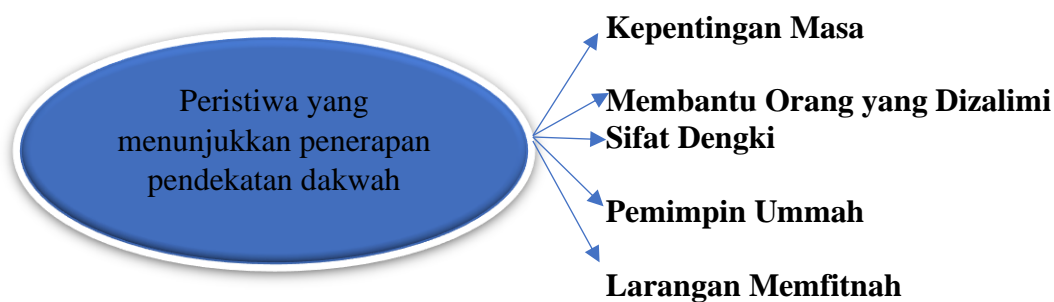 Peristiwa yang
menunjukkan penerapan
pendekatan dakwah
Kepentingan Masa
Membantu Orang yang Dizalimi
Sifat Dengki
Pemimpin Ummah
Larangan Memfitnah